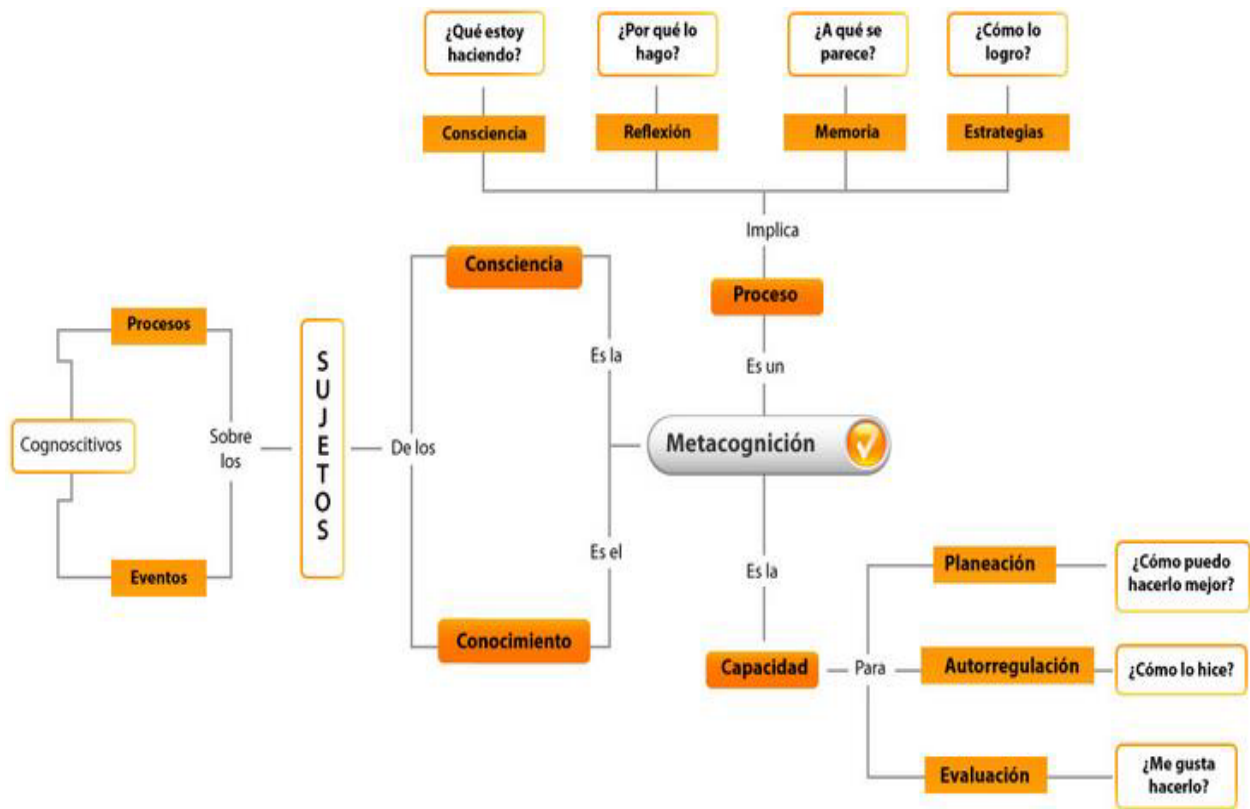 ¿Qué estoy
haciendo?
¿Por qué lo
hago?
¿A qué se
parece?
¿Cómo lo
logro?
Consciencia
Reflexión
Memoria
Estrategias
Implica
Proceso
Es un
Metacognición
Consciencia
Es la
Conocimiento
Es el
De los
SUJETOS
Sobre
los
Procesos
Cognoscitivos
Eventos
Es la
Capacidad
Para
Planeación
¿Cómo puedo
hacerlo mejor?
Autorregulación
¿Cómo lo hice?
Evaluación
¿Me gusta
hacerlo?